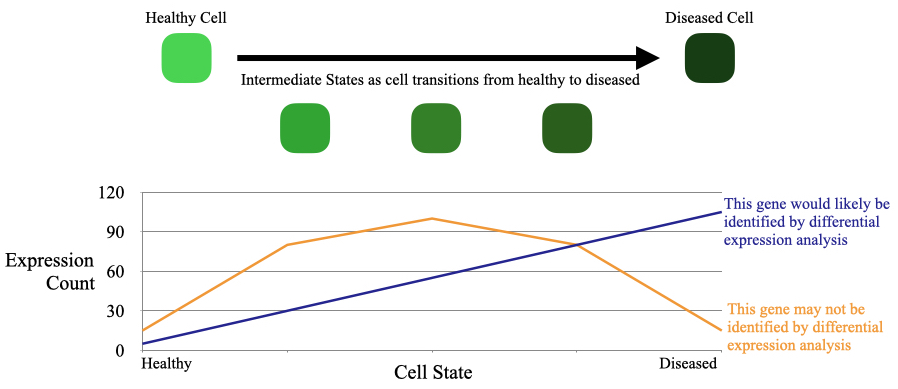 Healthy Cell
Diseased Cell
Intermediate States as cell transitions from healthy to diseased
120
90
60
30
0
Expression
Count
This gene would likely be
identified by differential
expression analysis
This gene may not be
identified by differential
expression analysis
Healthy
Diseased
Cell State